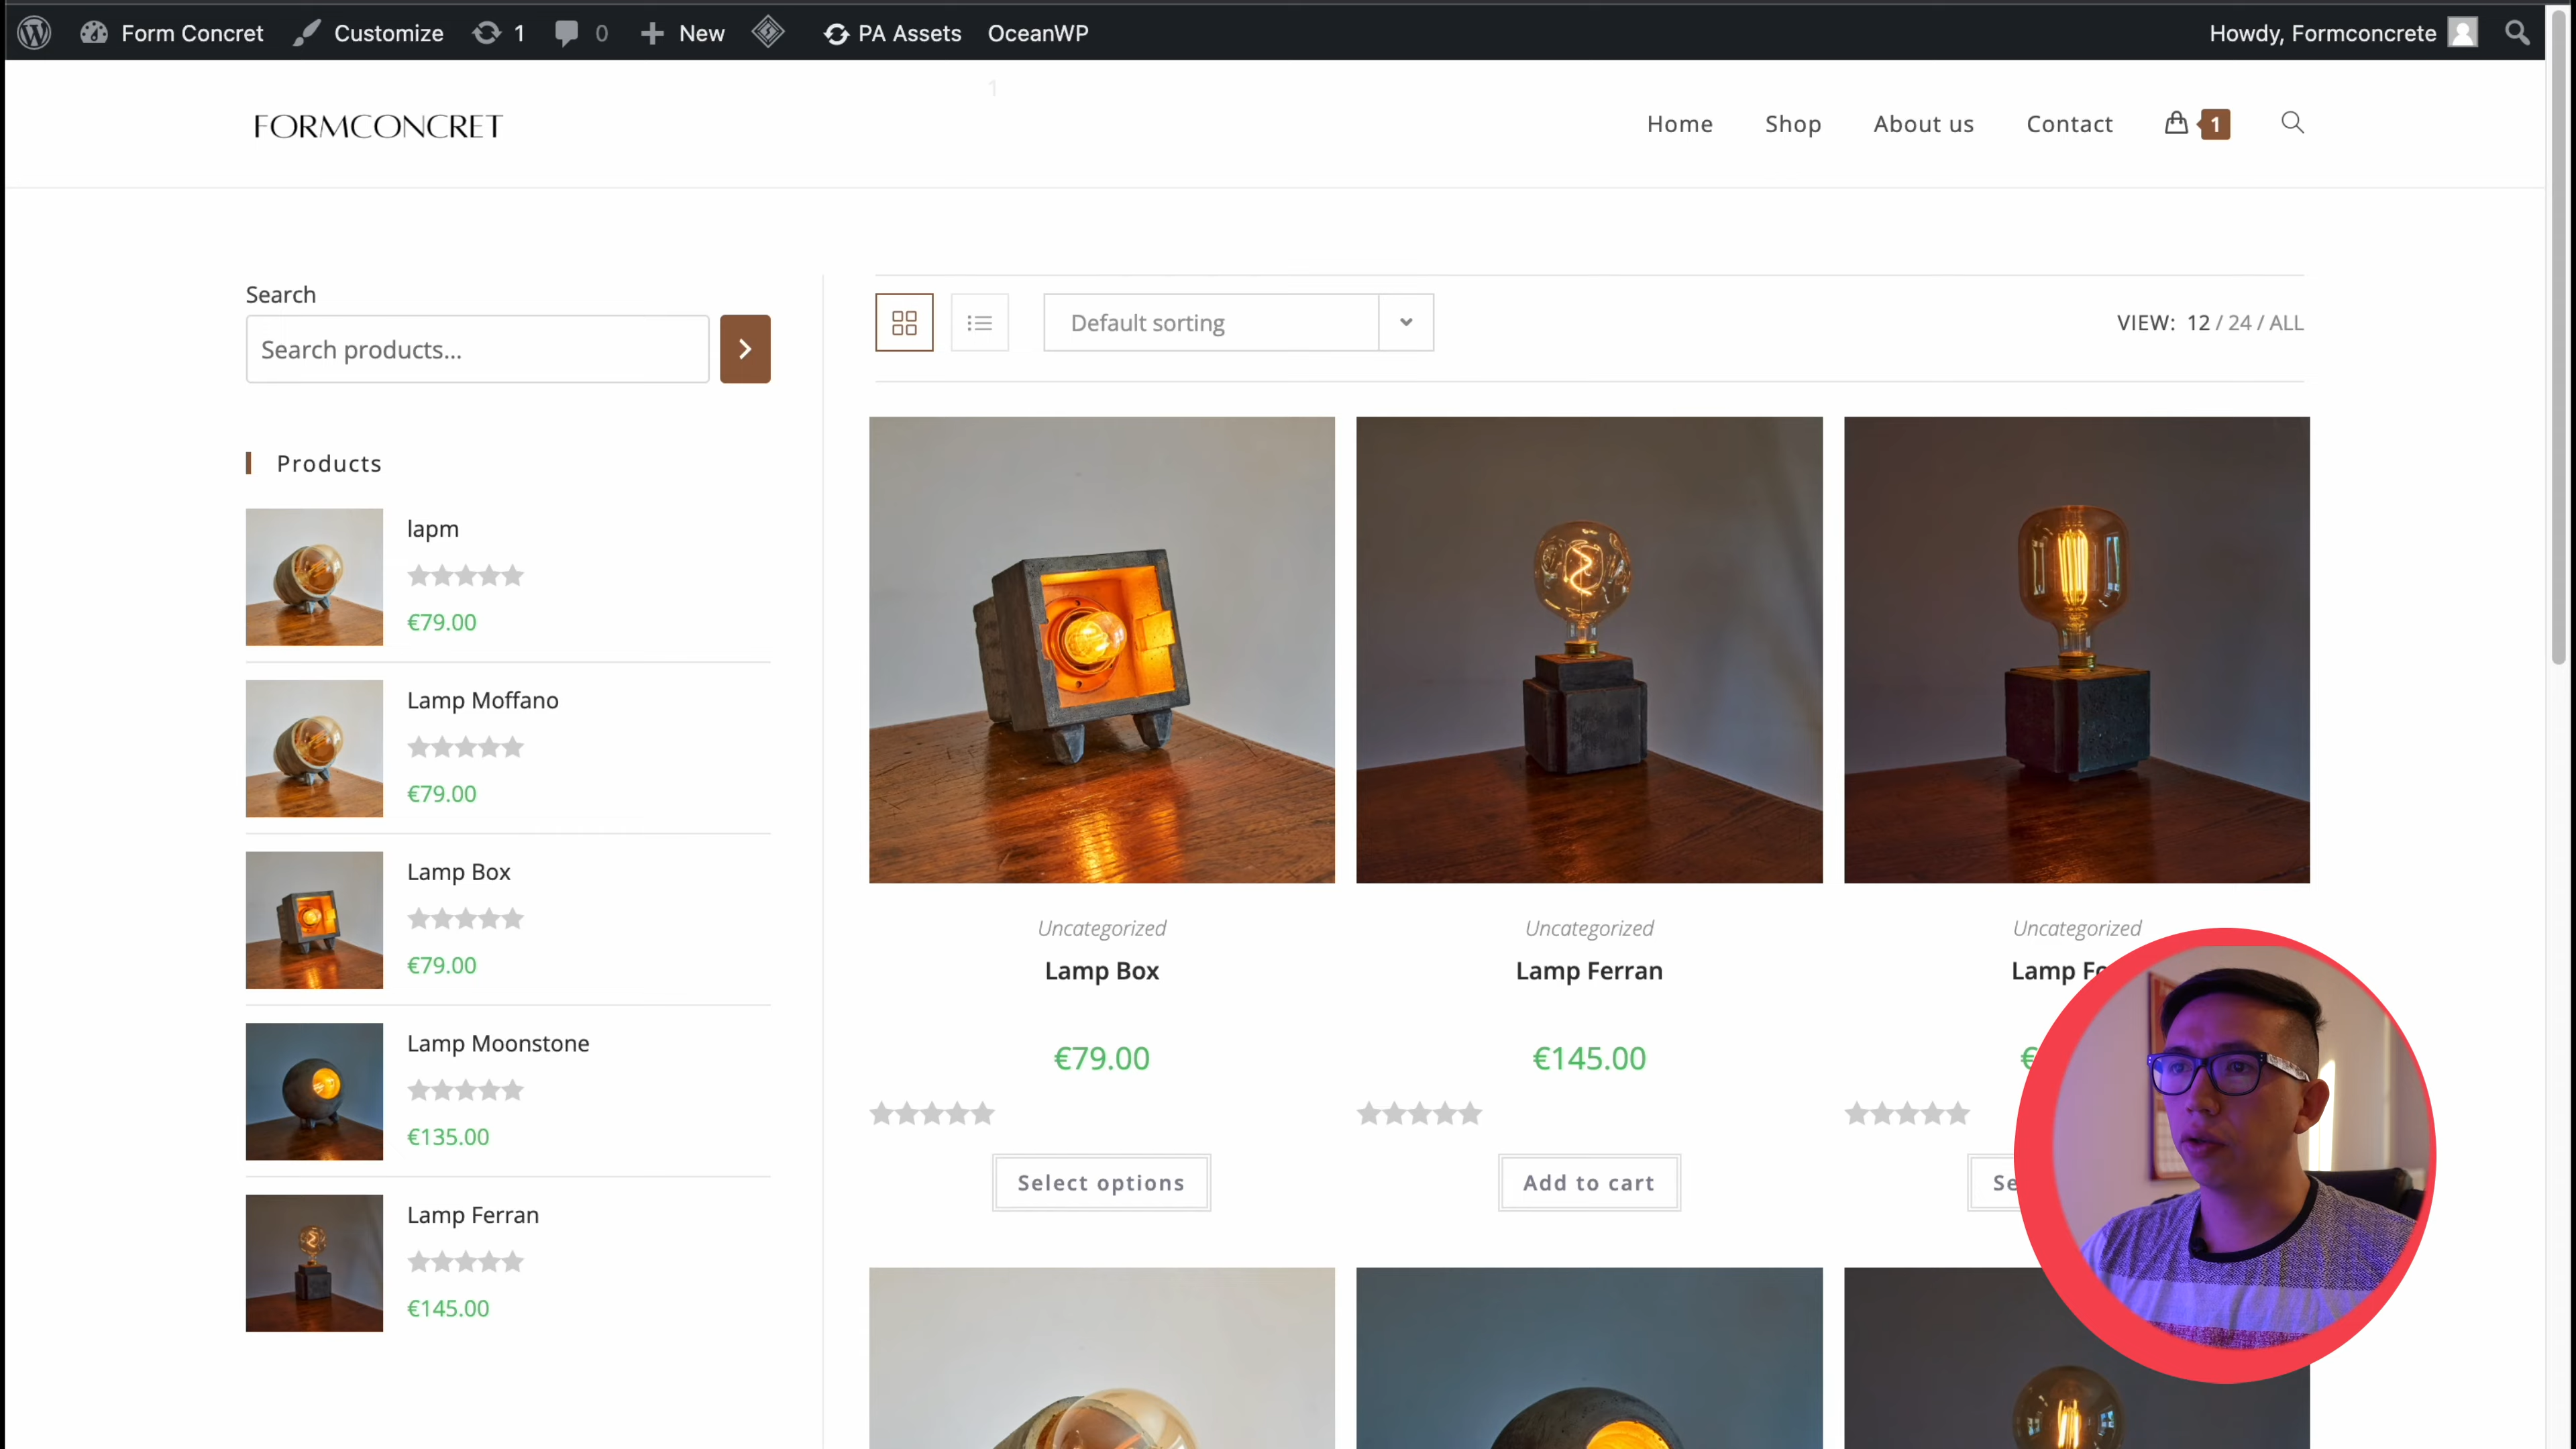 Form Concret Customize 1 0 New PA Assets OceanWP Howdy, Formconcrete
1
FORMCONCRET Home Shop About us Contact 1
Search
Search products...
Default sorting
VIEW: 12 / 24 / ALL
Products
lapm
€79.00
Lamp Moffano
€79.00
Lamp Box
€79.00
Lamp Moonstone
€135.00
Lamp Ferran
€145.00
Uncategorized
Lamp Box
€79.00
Select options
Uncategorized
Lamp Ferran
€145.00
Add to cart
Uncategorized
Lamp
€